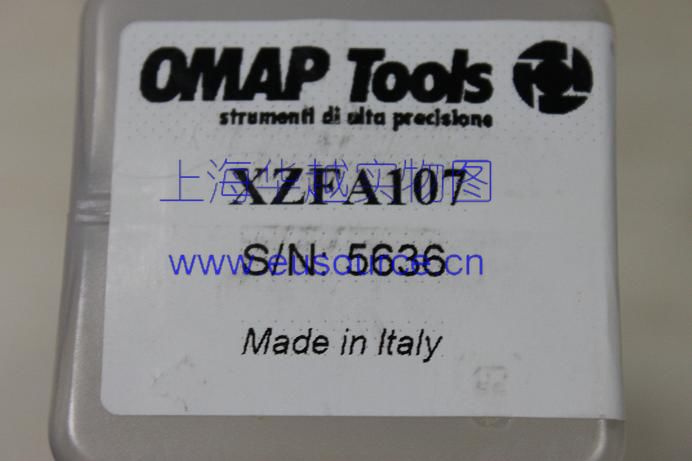 OMAP Tools
strumenti di alta precisione
上海华越实物图
XZFA107
S/N: 5636
www.eusource.cn
Made in Italy